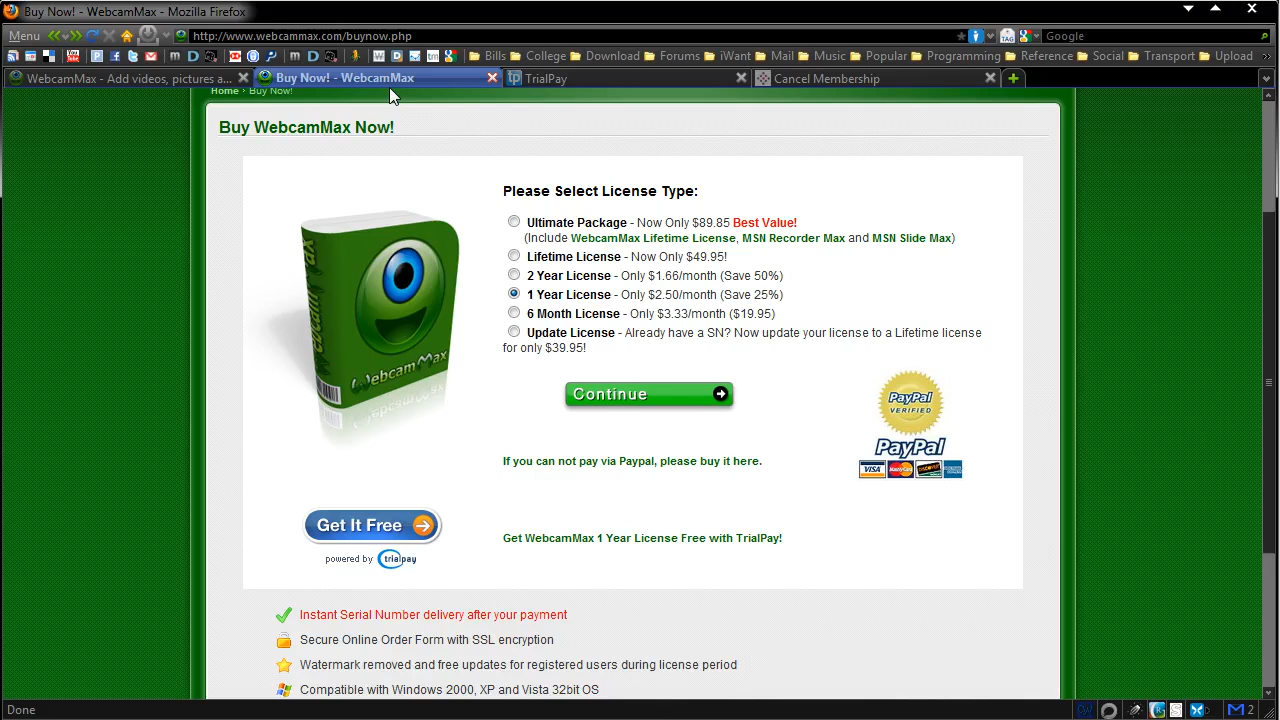 Buy Now! - WebcamMax - Mozilla Firefox
Menu http://www.webcammax.com/buynow.php TAG Google
Bills College Download Forums iWant Mail Music Popular Programming Reference Social Transport Upload
WebcamMax - Add videos, pictures a... Buy Now! - WebcamMax TrialPay Cancel Membership
Home › Buy Now!
Buy WebcamMax Now!
Please Select License Type:
Ultimate Package - Now Only $89.85 Best Value!
(Include WebcamMax Lifetime License, MSN Recorder Max and MSN Slide Max)
Lifetime License - Now Only $49.95!
2 Year License - Only $1.66/month (Save 50%)
1 Year License - Only $2.50/month (Save 25%)
6 Month License - Only $3.33/month ($19.95)
Update License - Already have a SN? Now update your license to a Lifetime license
for only $39.95!
WebcamMax
Continue
PayPal
VERIFIED
PayPal
VISA MasterCard DISCOVER
If you can not pay via Paypal, please buy it here.
Get It Free
powered by trialpay
Get WebcamMax 1 Year License Free with TrialPay!
Instant Serial Number delivery after your payment
Secure Online Order Form with SSL encryption
Watermark removed and free updates for registered users during license period
Compatible with Windows 2000, XP and Vista 32bit OS
Done 2